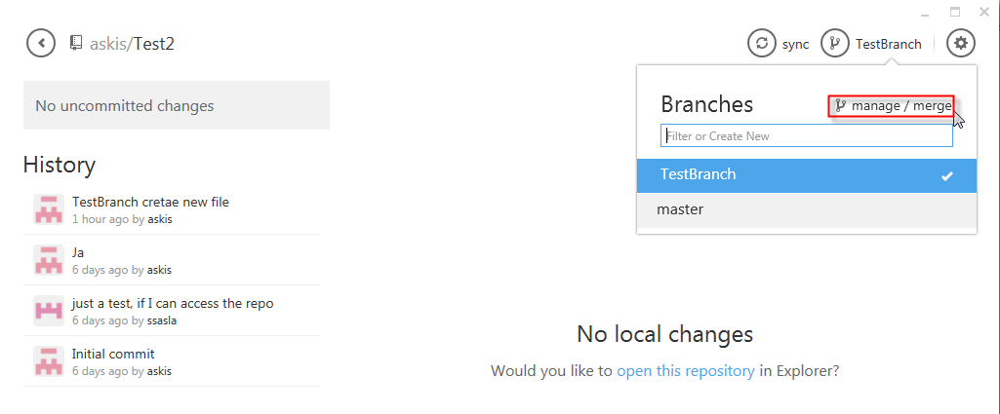 askis/Test2
sync
TestBranch
No uncommitted changes
Branches
manage / merge
Filter or Create New
TestBranch
master
History
TestBranch cretae new file
1 hour ago by askis
Ja
6 days ago by askis
just a test, if I can access the repo
6 days ago by ssasla
Initial commit
6 days ago by askis
No local changes
Would you like to open this repository in Explorer?